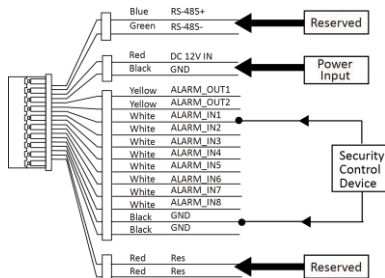 Blue RS-485+
Green RS-485-
Reserved
Red DC 12V IN
Black GND
Power
Input
Yellow ALARM_OUT1
Yellow ALARM_OUT2
White ALARM_IN1
White ALARM_IN2
White ALARM_IN3
White ALARM_IN4
White ALARM_IN5
White ALARM_IN6
White ALARM_IN7
White ALARM_IN8
Black GND
Black GND
Security
Control
Device
Red Res
Red Res
Reserved